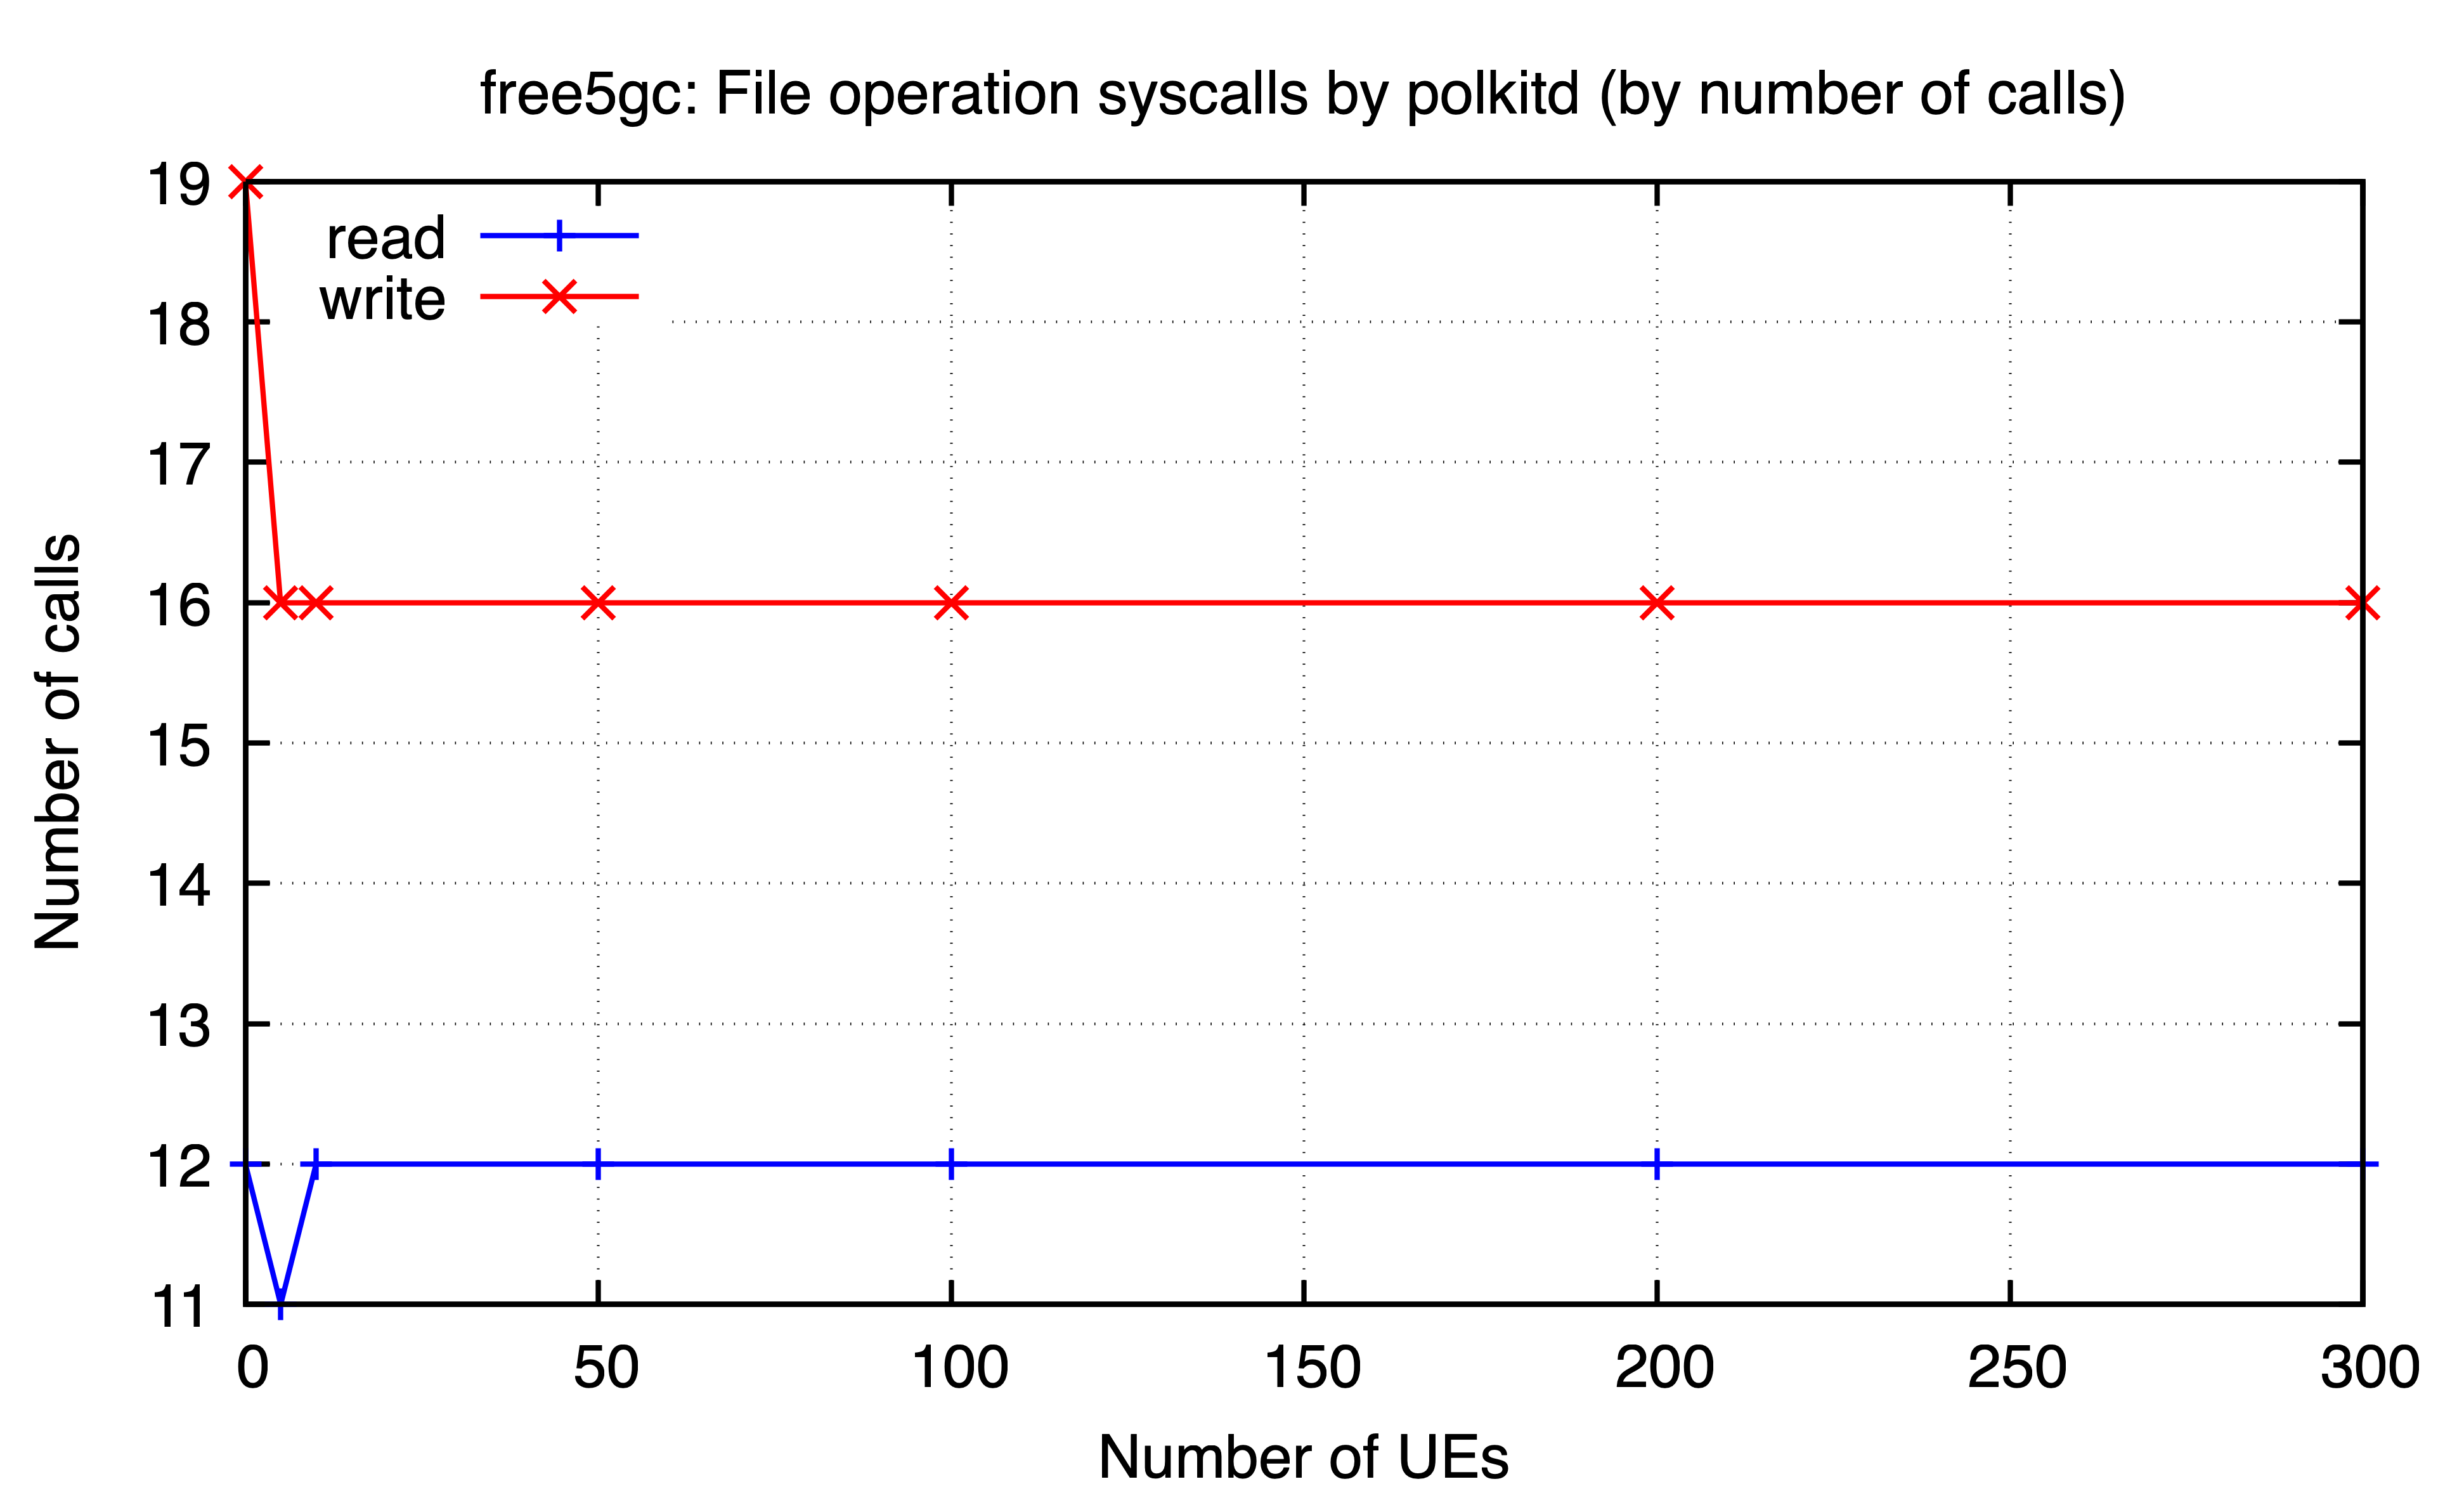 free5gc: File operation syscalls by polkitd (by number of calls)
19
read
write
18
17
16
15
14
13
12
11
Number of calls
0 50 100 150 200 250 300
Number of UEs